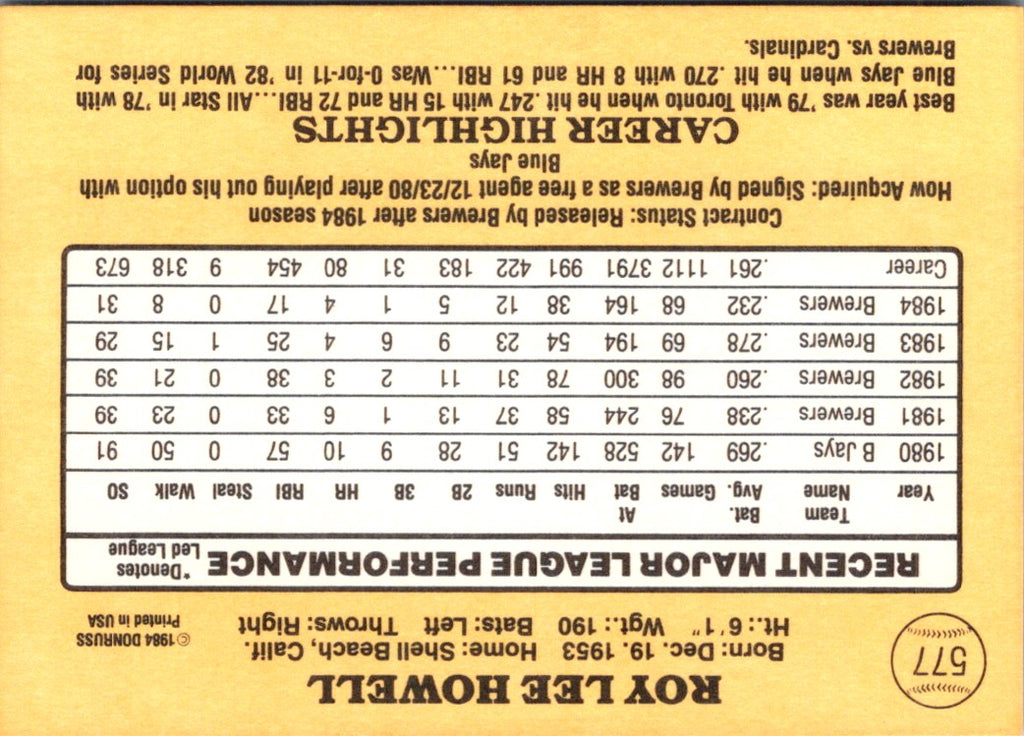 577
ROY LEE HOWELL
Born: Dec. 19. 1953 Home: Shell Beach, Calif.
Ht.: 6'1" Wgt.. 190 Bats: Left Throws: Right
© 1984 DONRUSS
Printed in USA
RECENT MAJOR LEAGUE PERFORMANCE *Denotes Led League
Year Team Name Bat. Avg. Games At Bat Hits Runs 2B 3B HR RBI Steal Walk SO
1980 B Jays .269 142 528 142 51 28 9 10 57 0 50 91
1981 Brewers .238 76 244 58 37 13 1 6 33 0 23 39
1982 Brewers .260 98 300 78 31 11 2 3 38 0 21 39
1983 Brewers .278 69 194 54 23 9 6 4 25 1 15 29
1984 Brewers .232 68 164 38 12 5 1 4 17 0 8 31
Career .261 1112 3791 991 422 183 31 80 454 9 318 673
Contract Status: Released by Brewers after 1984 season
How Acquired: Signed by Brewers as a free agent 12/23/80 after playing out his option with
Blue Jays
CAREER HIGHLIGHTS
Best year was '79 with Toronto when he hit .247 with 15 HR and 72 RBI...All Star in '78 with
Blue Jays when he hit .270 with 8 HR and 61 RBI...Was 0-for-11 in '82 World Series for
Brewers vs. Cardinals.